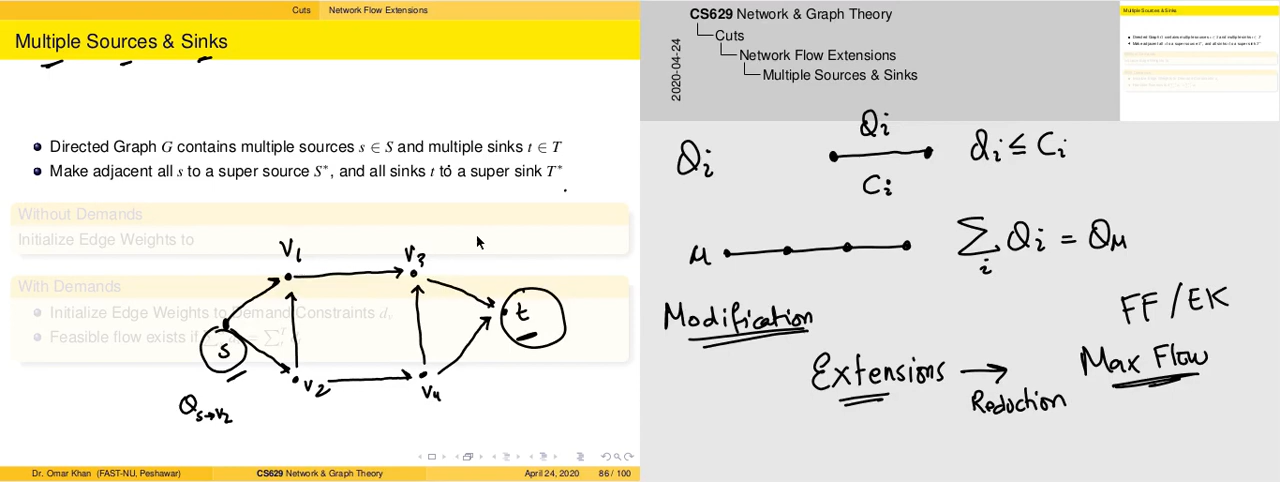 Cuts Network Flow Extensions
Multiple Sources & Sinks
Directed Graph G contains multiple sources s ∈ S and multiple sinks t ∈ T
Make adjacent all s to a super source S*, and all sinks t to a super sink T*
Without Demands
Initialize Edge Weights to
With Demands
Initialize Edge Weights to Demand Constraints d
Feasible flow exists if
V1
V3
t
S
V2
V4
Q s→v2
Dr. Omar Khan (FAST-NU, Peshawar) CS629 Network & Graph Theory April 24, 2020 86 / 100
CS629 Network & Graph Theory
Cuts
Network Flow Extensions
Multiple Sources & Sinks
2020-04-24
Multiple Sources & Sinks
Qi
Qi
Ci
di ≤ Ci
μ
∑i Qi = Qμ
Modification
FF / EK
Extensions → Max Flow
Reduction